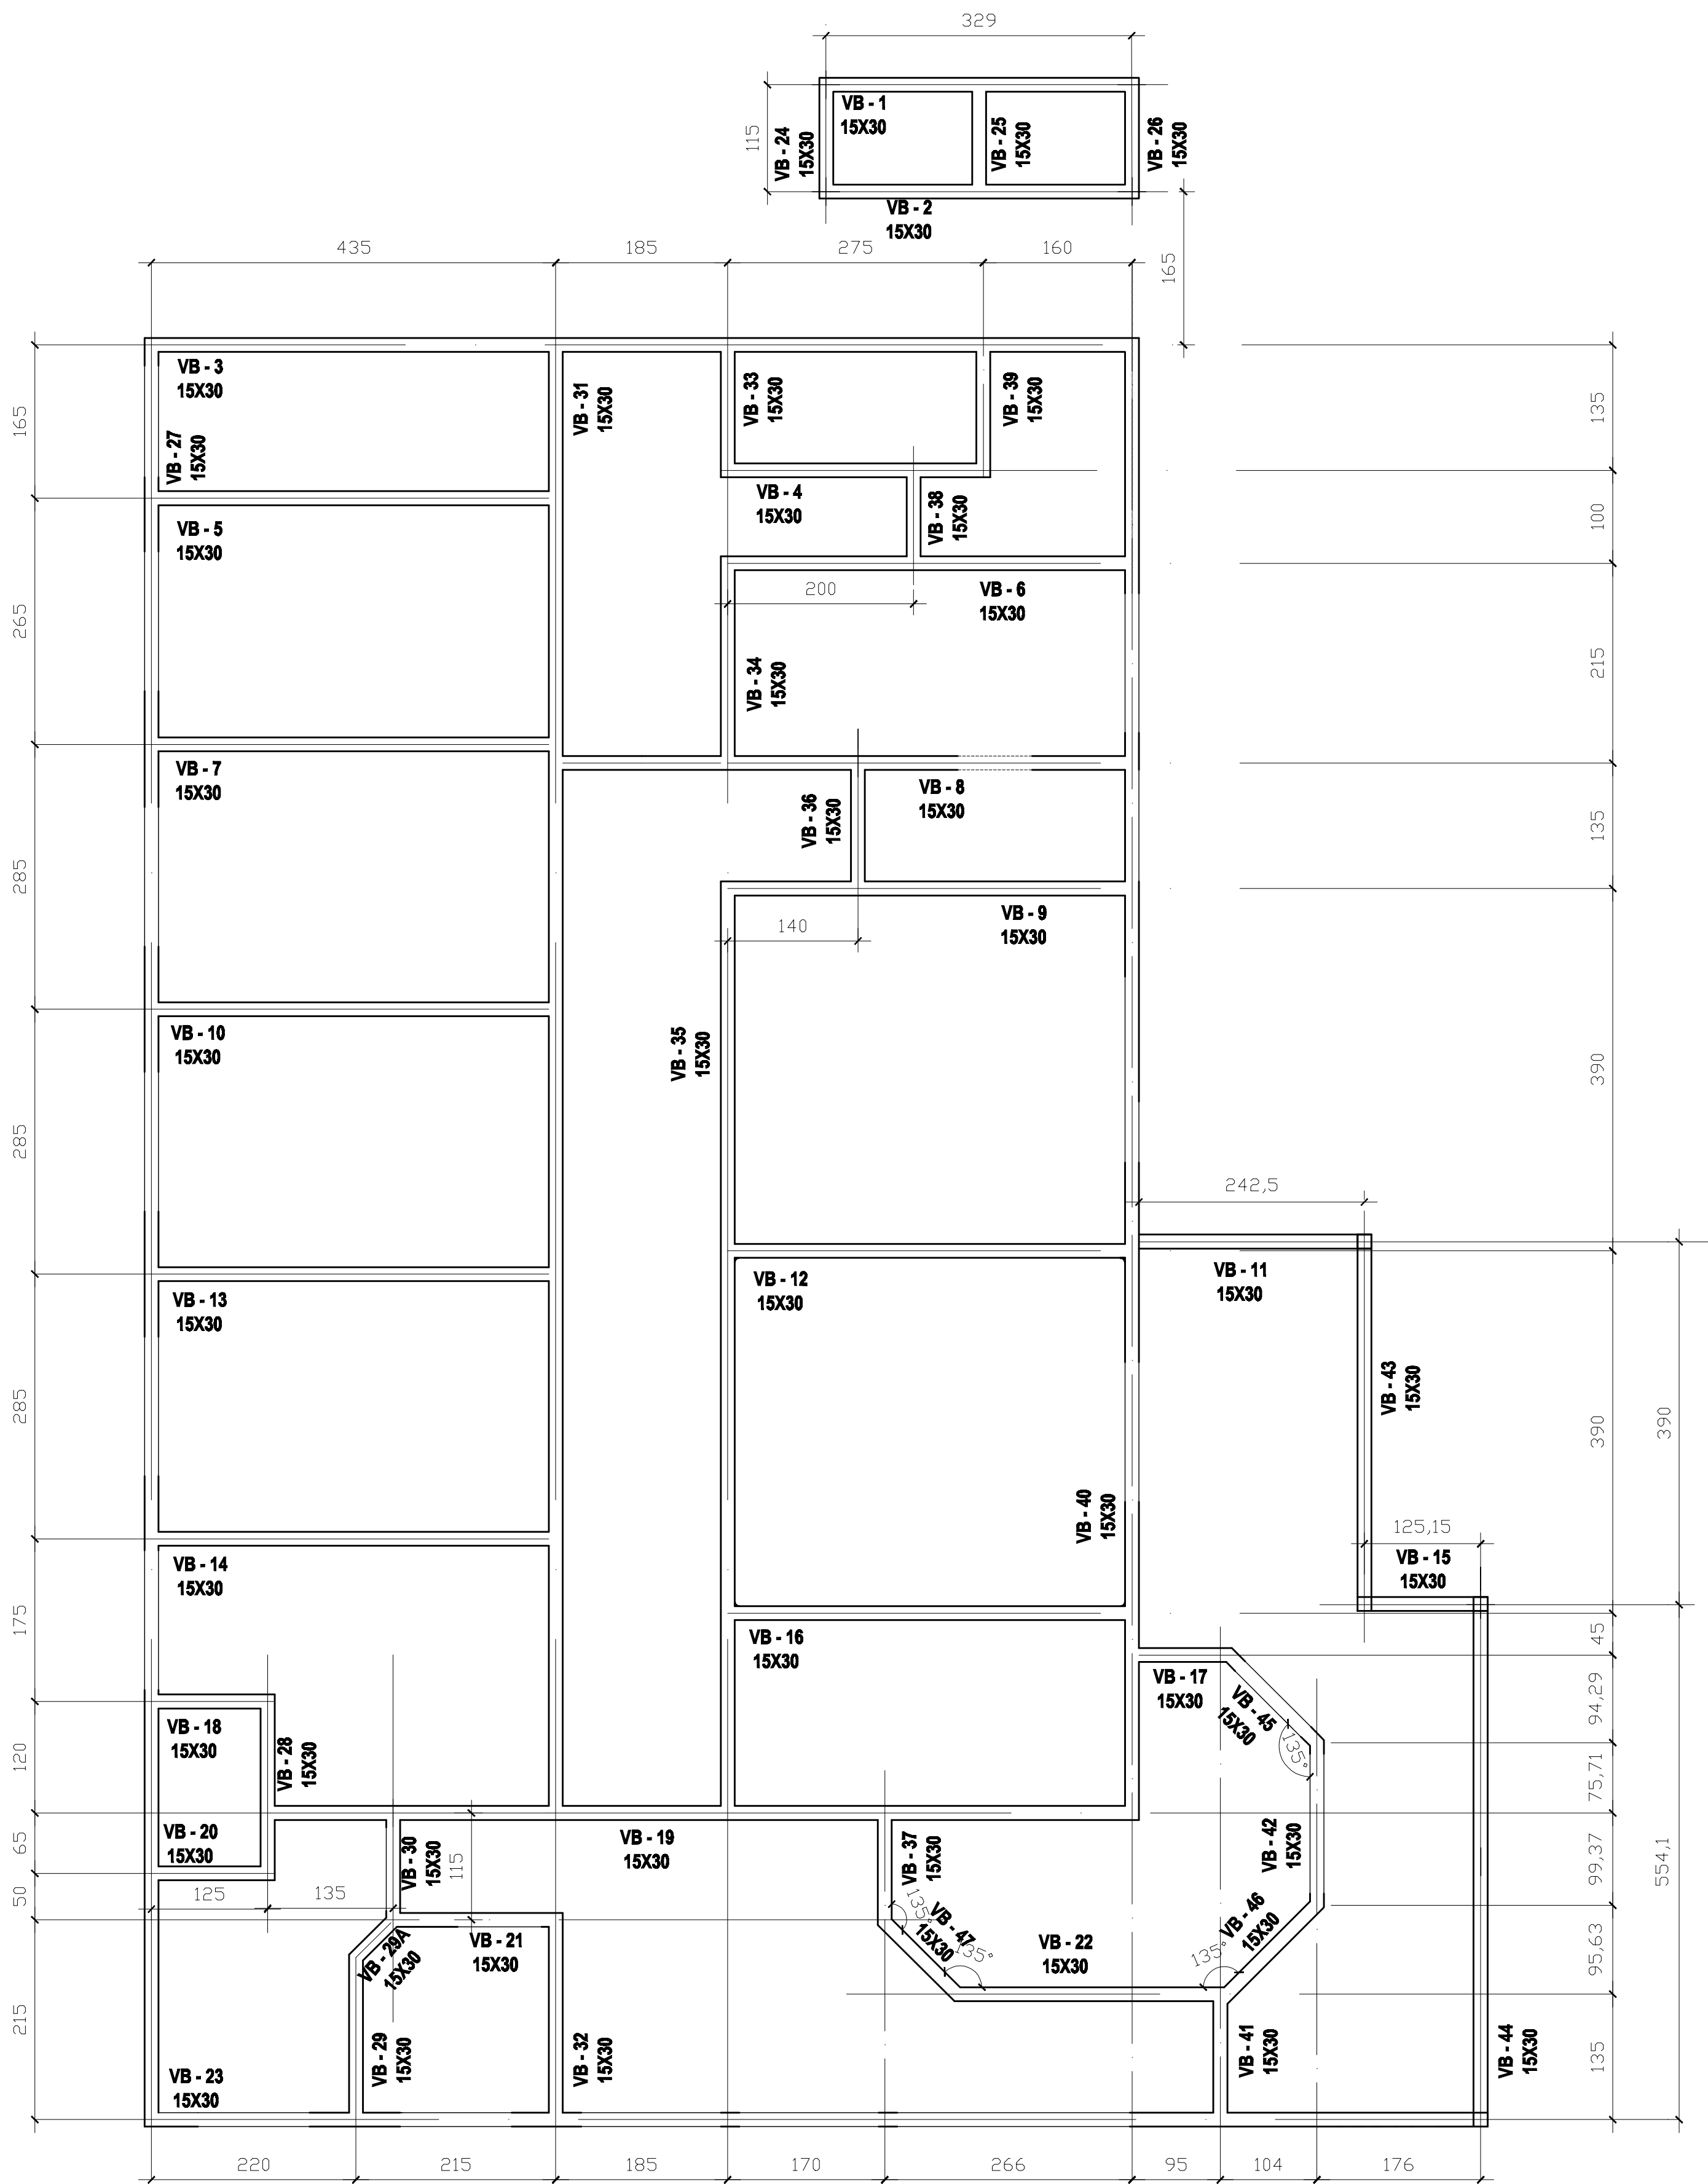 329
115
VB - 24
15X30
VB - 1
15X30
VB - 25
15X30
VB - 26
15X30
VB - 2
15X30
435
185
275
160
165
VB - 3
15X30
VB - 27
15X30
VB - 31
15X30
VB - 33
15X30
VB - 39
15X30
165
135
VB - 4
15X30
VB - 38
15X30
100
VB - 5
15X30
265
200
VB - 6
15X30
VB - 34
15X30
215
VB - 7
15X30
285
VB - 36
15X30
VB - 8
15X30
135
140
VB - 9
15X30
VB - 10
15X30
VB - 35
15X30
285
390
242,5
VB - 11
15X30
VB - 12
15X30
VB - 13
15X30
285
VB - 43
15X30
390
390
VB - 40
15X30
125,15
VB - 15
15X30
VB - 14
15X30
175
VB - 16
15X30
45
VB - 17
15X30
VB - 45
15X30
135°
94,29
VB - 18
15X30
VB - 28
15X30
120
75,71
VB - 20
15X30
65
VB - 30
15X30
115
VB - 19
15X30
VB - 37
15X30
VB - 42
15X30
99,37
554,1
50
125
135
135°
VB - 47
15X30
135°
VB - 46
15X30
135°
VB - 29A
15X30
VB - 21
15X30
VB - 22
15X30
95,63
215
VB - 23
15X30
VB - 29
15X30
VB - 32
15X30
VB - 41
15X30
VB - 44
15X30
135
220
215
185
170
266
95
104
176